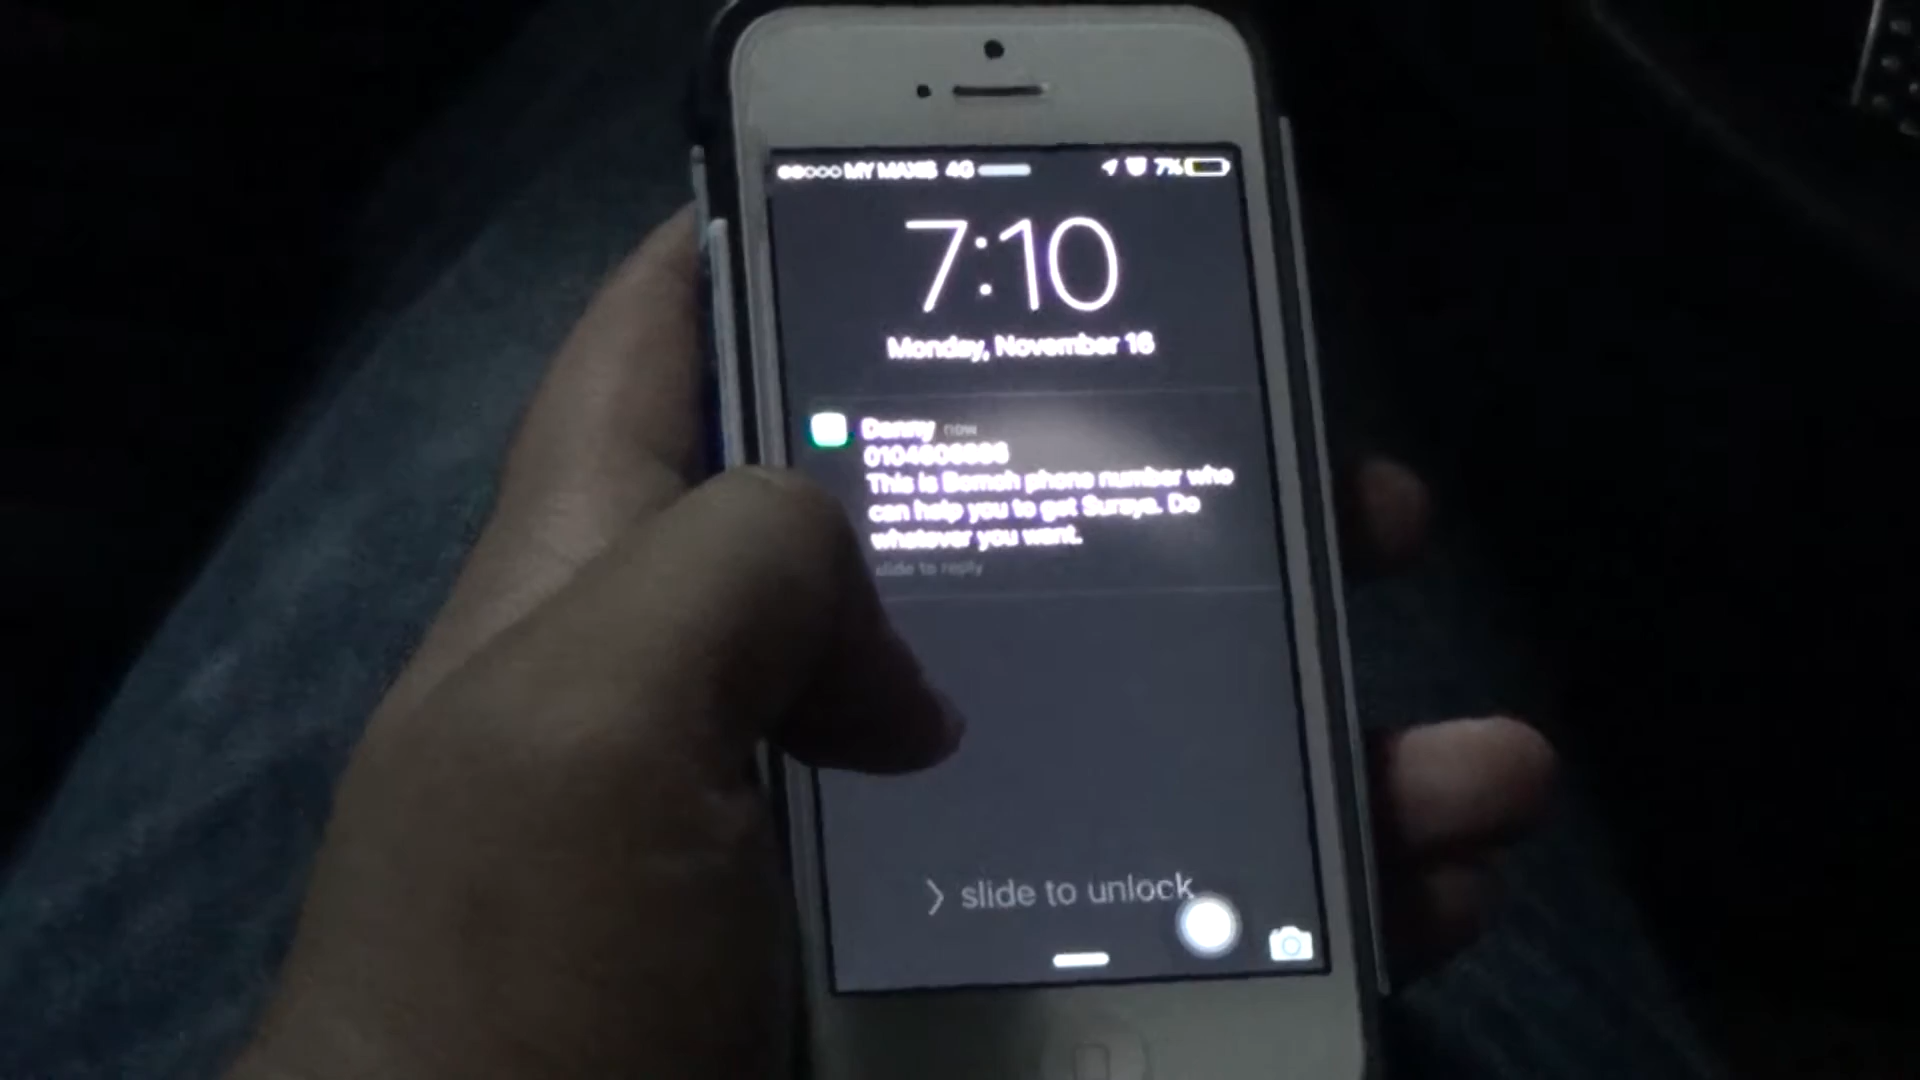 MY MAXIS 4G 7%
7:10
Monday, November 16
Danny now
This is Bomoh phone number who
can help you to get Suraya. Do
whatever you want.
slide to reply
slide to unlock